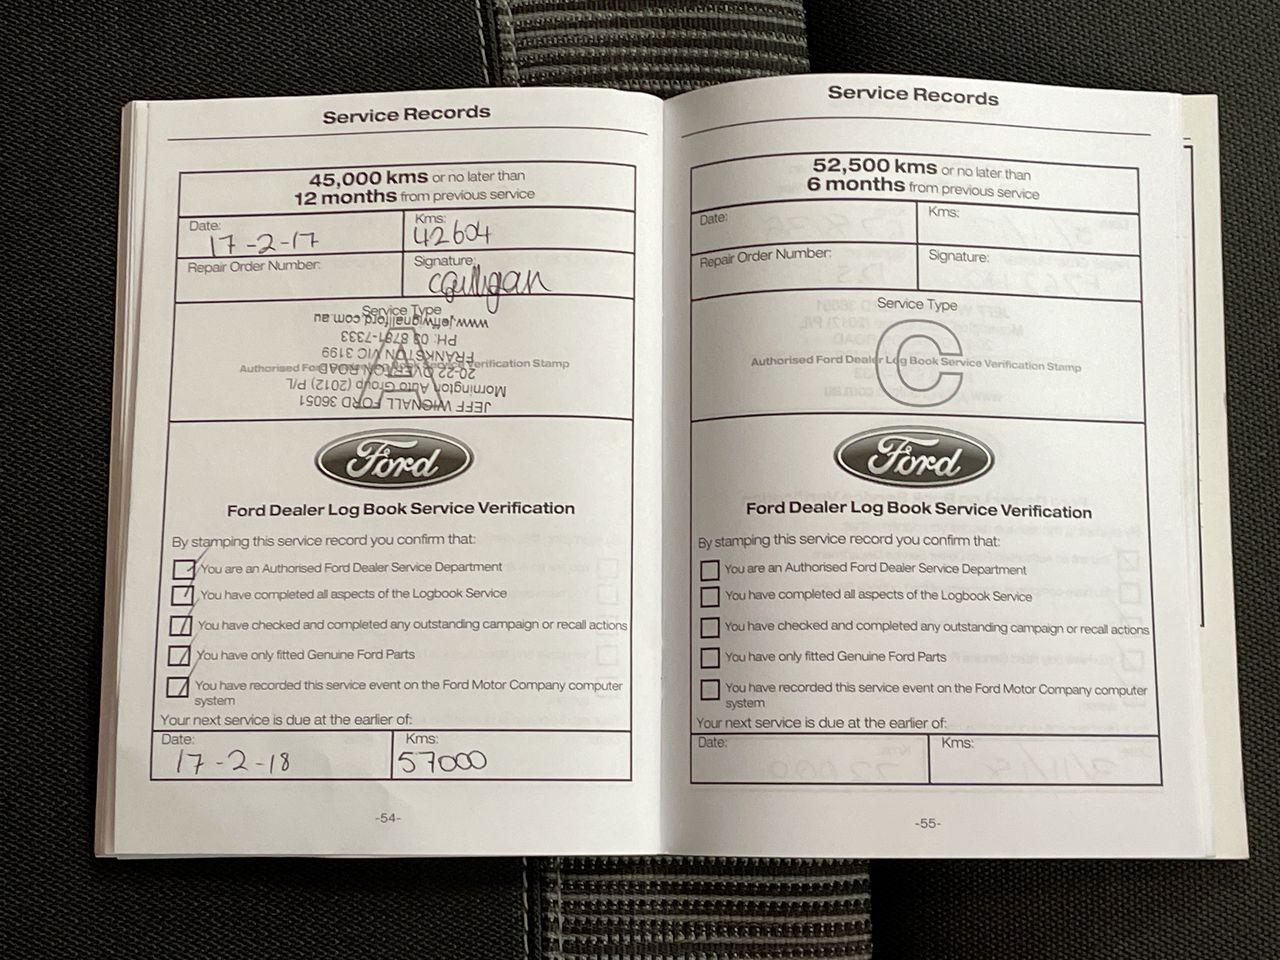 Service Records
45,000 kms or no later than
12 months from previous service
Date:
17-2-17
Kms:
42604
Repair Order Number:
Signature:
Service Type
A
Authorised Ford Dealer Log Book Service Verification Stamp
JEFF WIGNALL FORD 36051
Mornington Auto Group (2012) P/L
20-22 DEXTON ROAD
FRANKSTON VIC 3199
PH: 03 8781-7333
www.jeffwignallford.com.au
Ford
Ford Dealer Log Book Service Verification
By stamping this service record you confirm that:
You are an Authorised Ford Dealer Service Department
You have completed all aspects of the Logbook Service
You have checked and completed any outstanding campaign or recall actions
You have only fitted Genuine Ford Parts
You have recorded this service event on the Ford Motor Company computer
system
Your next service is due at the earlier of:
Date:
17-2-18
Kms:
57000
-54-
Service Records
52,500 kms or no later than
6 months from previous service
Date:
Kms:
Repair Order Number:
Signature:
Service Type
C
Authorised Ford Dealer Log Book Service Verification Stamp
Ford
Ford Dealer Log Book Service Verification
By stamping this service record you confirm that:
You are an Authorised Ford Dealer Service Department
You have completed all aspects of the Logbook Service
You have checked and completed any outstanding campaign or recall actions
You have only fitted Genuine Ford Parts
You have recorded this service event on the Ford Motor Company computer
system
Your next service is due at the earlier of:
Date:
Kms:
-55-